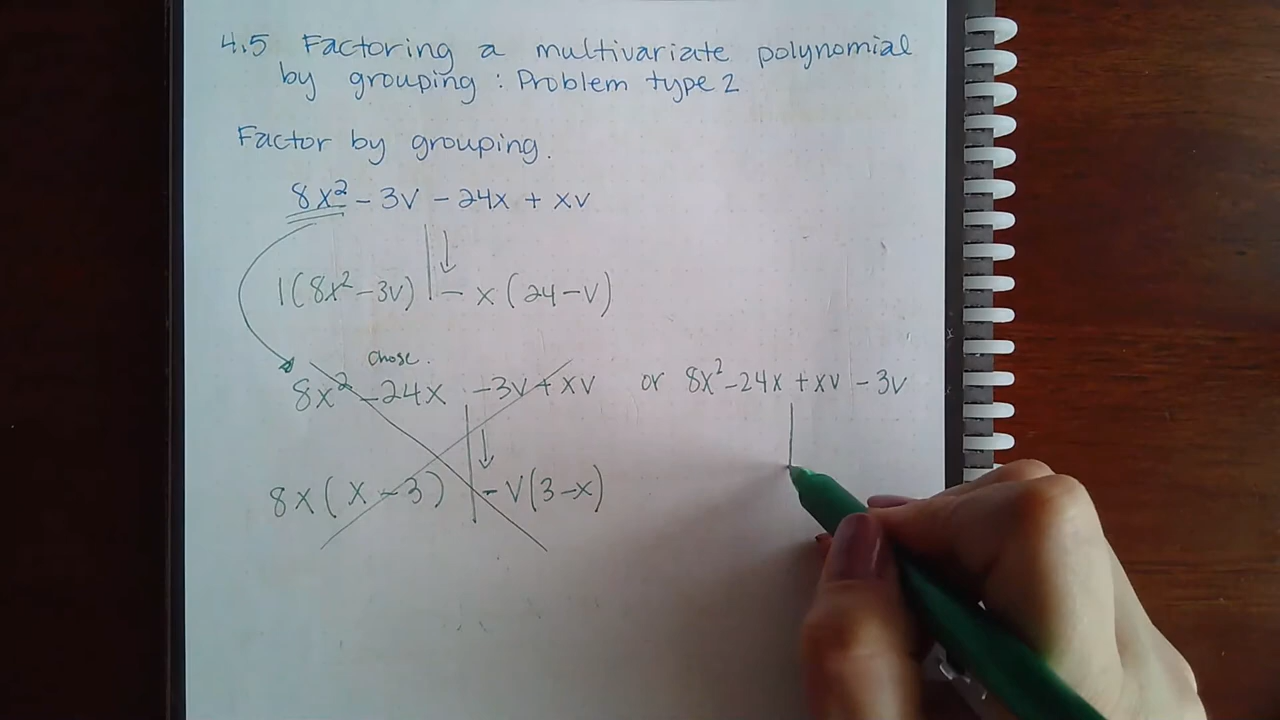 4.5 Factoring a multivariate polynomial
by grouping : Problem type 2
Factor by grouping.
8x² - 3v - 24x + xv
1(8x² - 3v) - x (24 - v)
chose.
8x² - 24x - 3v + xv or 8x² - 24x + xv - 3v
8x (x - 3) - v(3 - x)